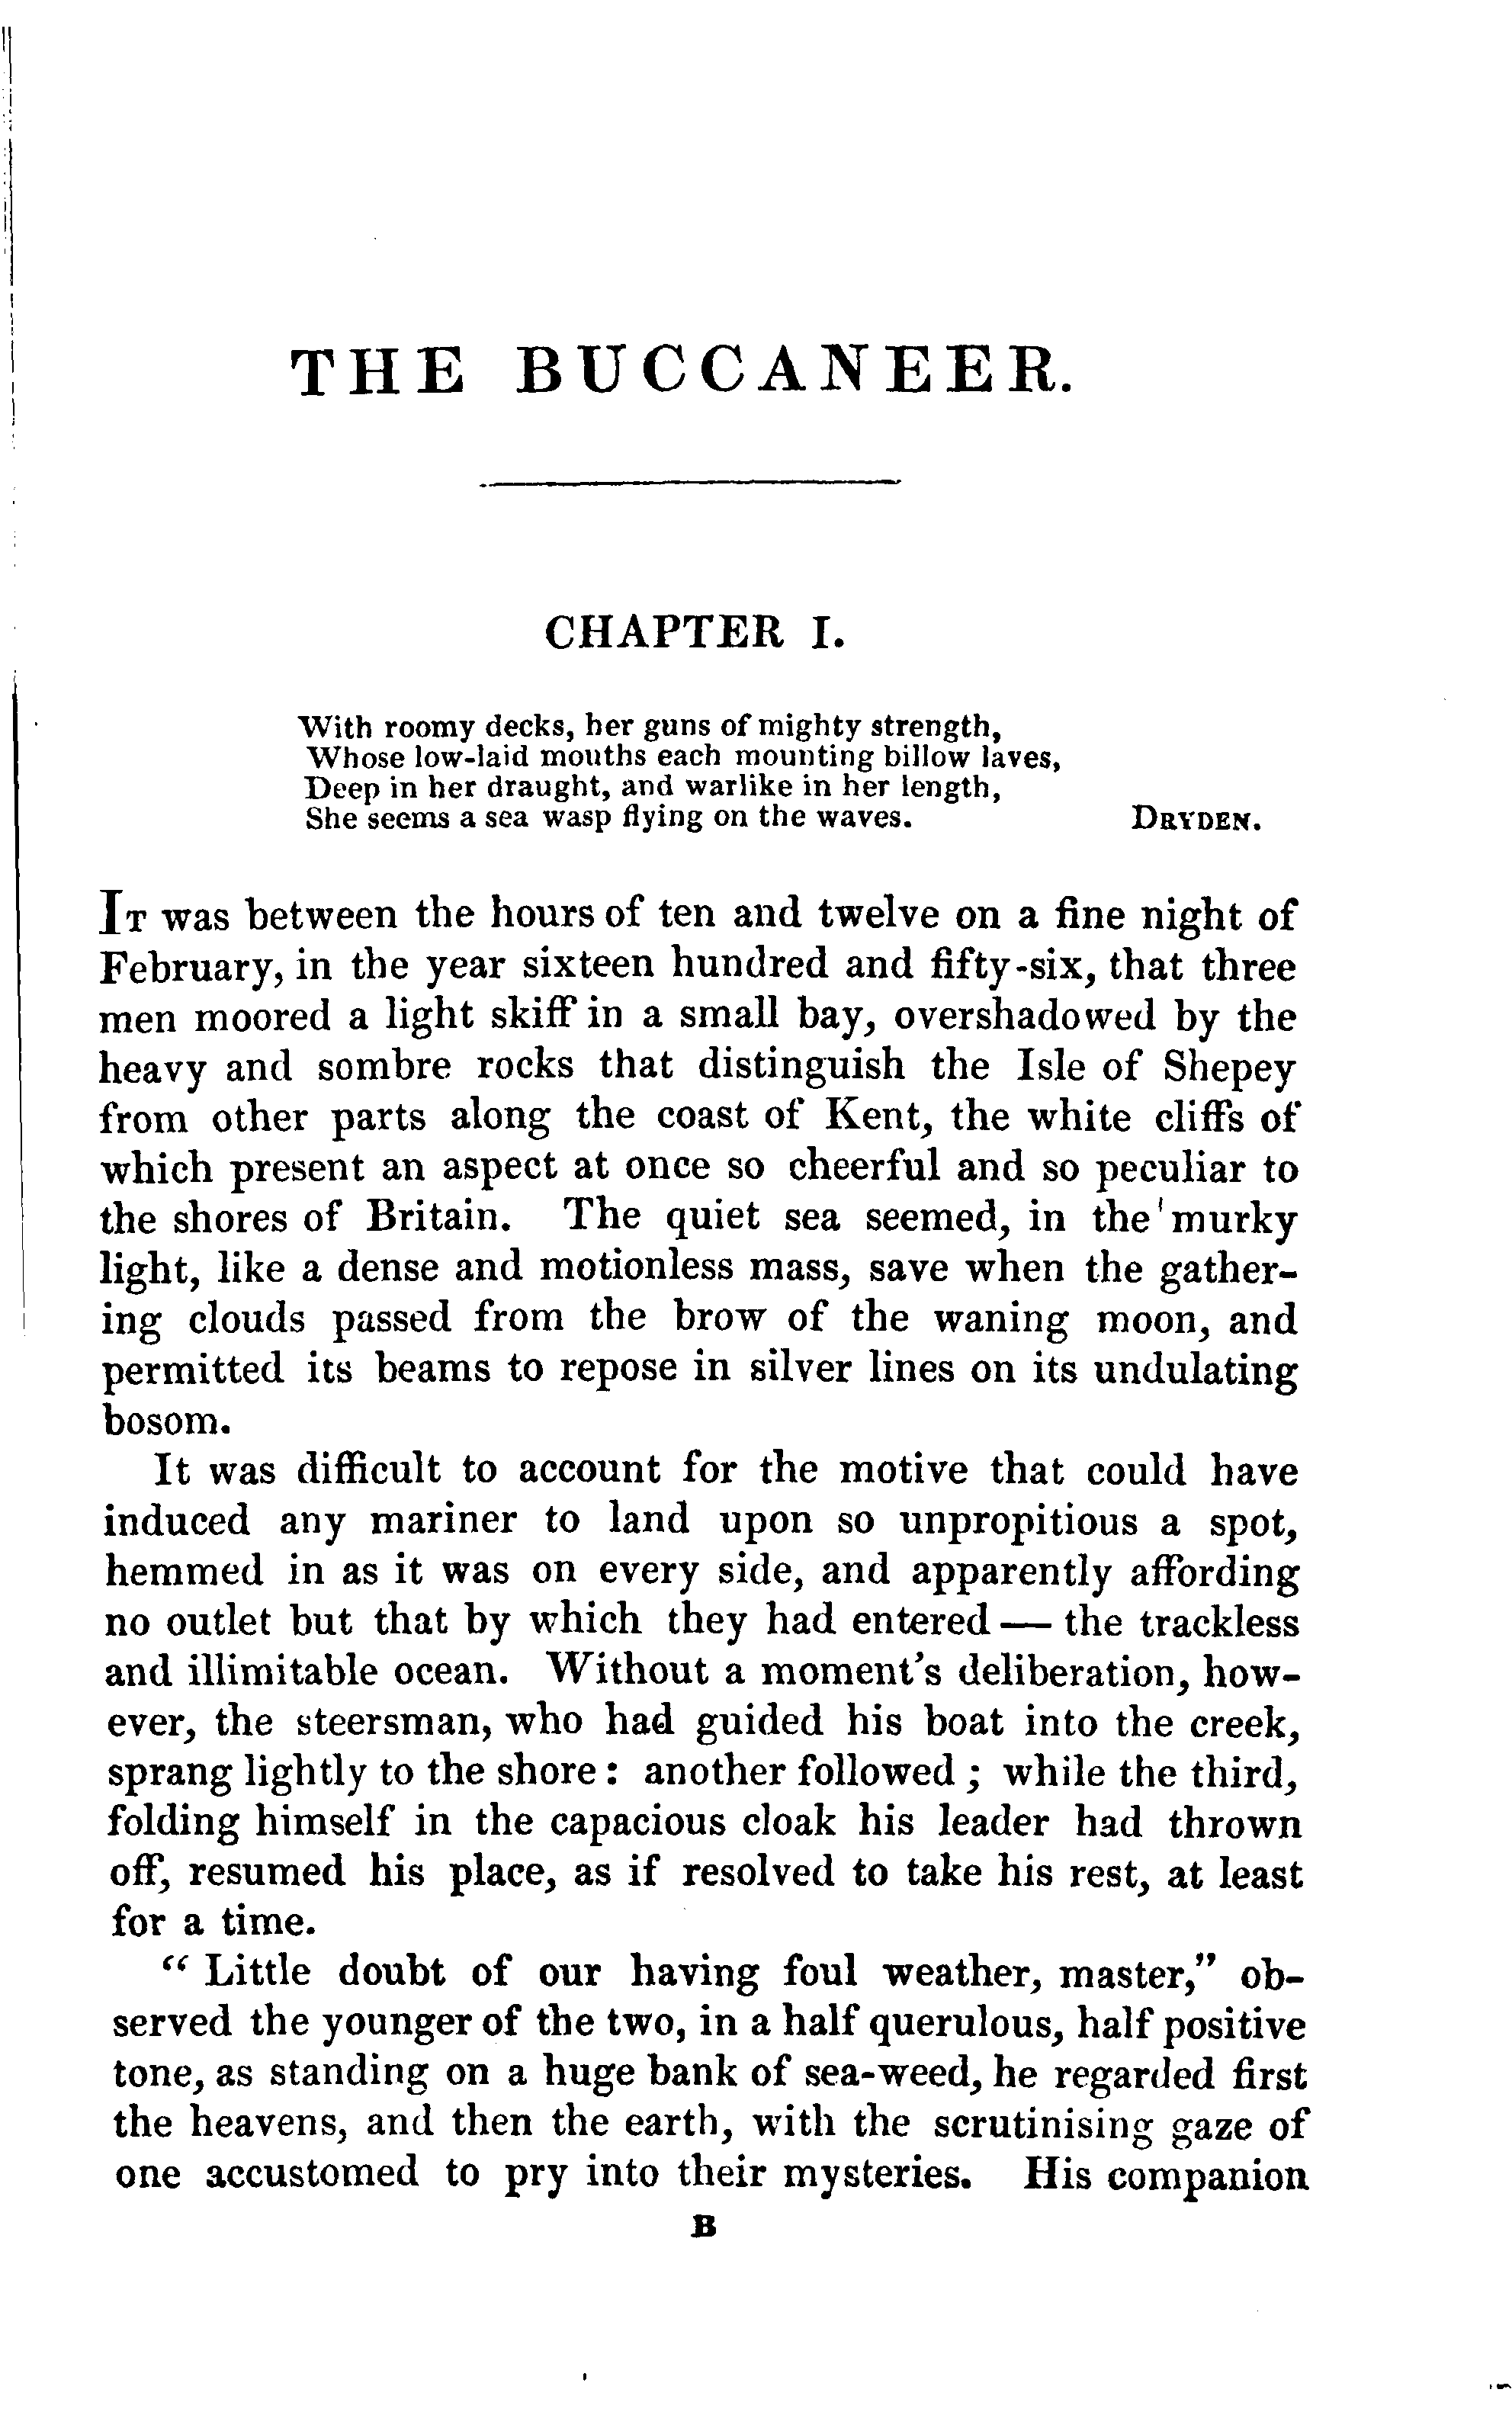 THE BUCCANEER.
CHAPTER I.
With roomy decks, her guns of mighty strength,
Whose low-laid mouths each mounting billow laves,
Deep in her draught, and warlike in her length,
She seems a sea wasp flying on the waves. DRYDEN.
IT was between the hours of ten and twelve on a fine night of
February, in the year sixteen hundred and fifty-six, that three
men moored a light skiff in a small bay, overshadowed by the
heavy and sombre rocks that distinguish the Isle of Shepey
from other parts along the coast of Kent, the white cliffs of
which present an aspect at once so cheerful and so peculiar to
the shores of Britain. The quiet sea seemed, in the murky
light, like a dense and motionless mass, save when the gather-
ing clouds passed from the brow of the waning moon, and
permitted its beams to repose in silver lines on its undulating
bosom.
It was difficult to account for the motive that could have
induced any mariner to land upon so unpropitious a spot,
hemmed in as it was on every side, and apparently affording
no outlet but that by which they had entered — the trackless
and illimitable ocean. Without a moment's deliberation, how-
ever, the steersman, who had guided his boat into the creek,
sprang lightly to the shore : another followed ; while the third,
folding himself in the capacious cloak his leader had thrown
off, resumed his place, as if resolved to take his rest, at least
for a time.
“ Little doubt of our having foul weather, master,” ob-
served the younger of the two, in a half querulous, half positive
tone, as standing on a huge bank of sea-weed, he regarded first
the heavens, and then the earth, with the scrutinising gaze of
one accustomed to pry into their mysteries. His companion
B